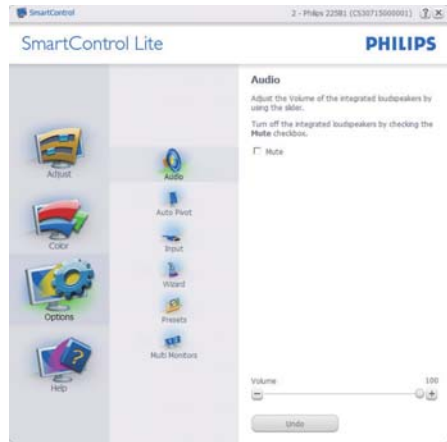 SmartControl
2 - Philips 225B1 (CS30715000001)
SmartControl Lite
PHILIPS
Adjust
Color
Options
Help
Audio
Auto Pivot
Input
Wizard
Presets
Multi Monitors
Audio
Adjust the Volume of the integrated loudspeakers by
using the slider.
Turn off the integrated loudspeakers by checking the
Mute checkbox.
Mute
Volume 100
Undo